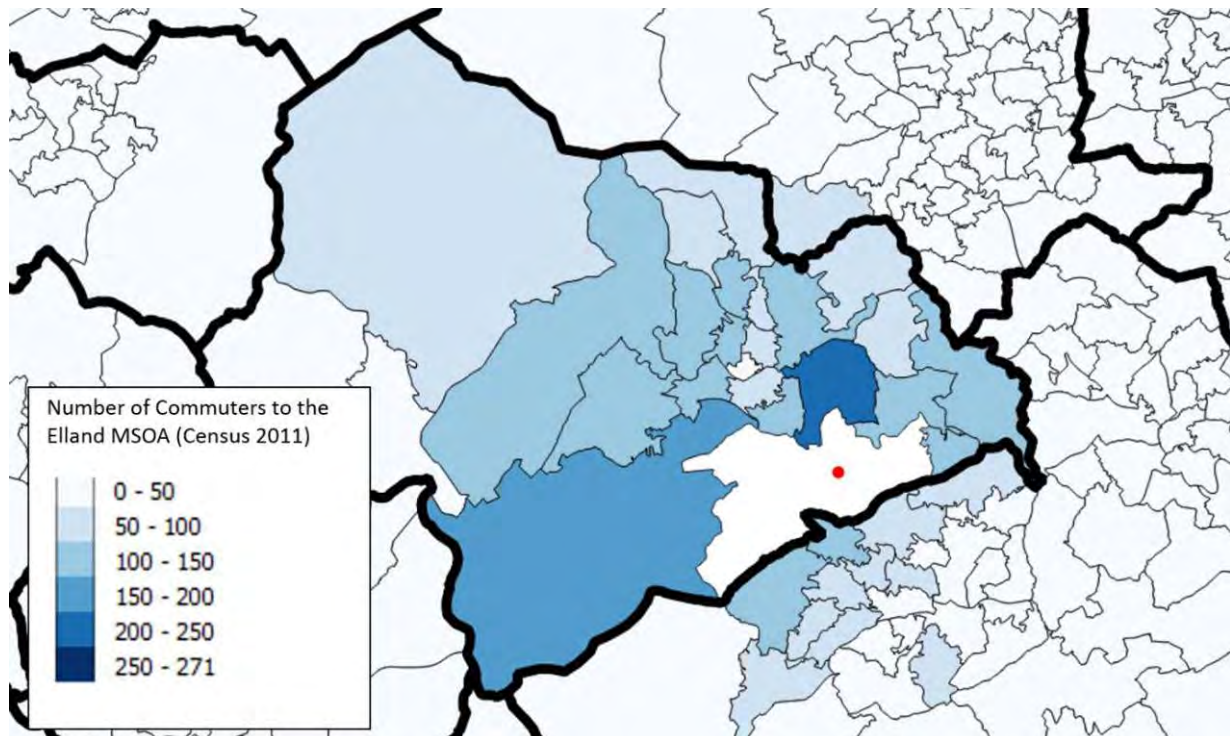 Number of Commuters to the
Elland MSOA (Census 2011)
0 - 50
50 - 100
100 - 150
150 - 200
200 - 250
250 - 271